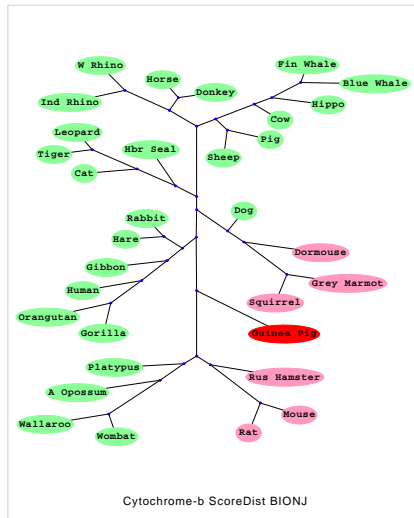 Fin Whale
W Rhino
Horse
Blue Whale
Donkey
Ind Rhino
Hippo
Cow
Leopard
Pig
Hbr Seal
Tiger
Sheep
Cat
Dog
Rabbit
Hare
Dormouse
Gibbon
Grey Marmot
Human
Squirrel
Orangutan
Gorilla
Guinea Pig
Platypus
Rus Hamster
A Opossum
Mouse
Wallaroo
Rat
Wombat
Cytochrome-b ScoreDist BIONJ